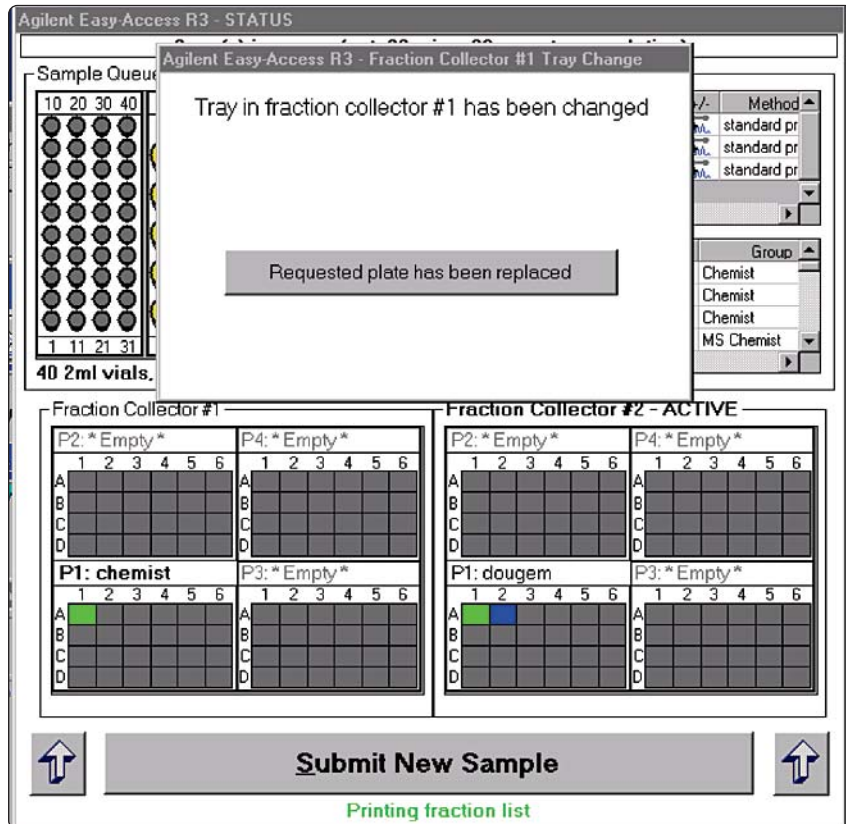 Agilent Easy-Access R3 - STATUS
Agilent Easy-Access R3 - Fraction Collector #1 Tray Change
Tray in fraction collector #1 has been changed
Requested plate has been replaced
Sample Queue
10 20 30 40
1 11 21 31
40 2ml vials,
+/- Method
standard pr
standard pr
standard pr
Group
Chemist
Chemist
Chemist
MS Chemist
Fraction Collector #1
P2: * Empty *
1 2 3 4 5 6
A
B
C
D
P4: * Empty *
1 2 3 4 5 6
A
B
C
D
P1: chemist
1 2 3 4 5 6
A
B
C
D
P3: * Empty *
1 2 3 4 5 6
A
B
C
D
Fraction Collector #2 - ACTIVE
P2: * Empty *
1 2 3 4 5 6
A
B
C
D
P4: * Empty *
1 2 3 4 5 6
A
B
C
D
P1: dougem
1 2 3 4 5 6
A
B
C
D
P3: * Empty *
1 2 3 4 5 6
A
B
C
D
Submit New Sample
Printing fraction list